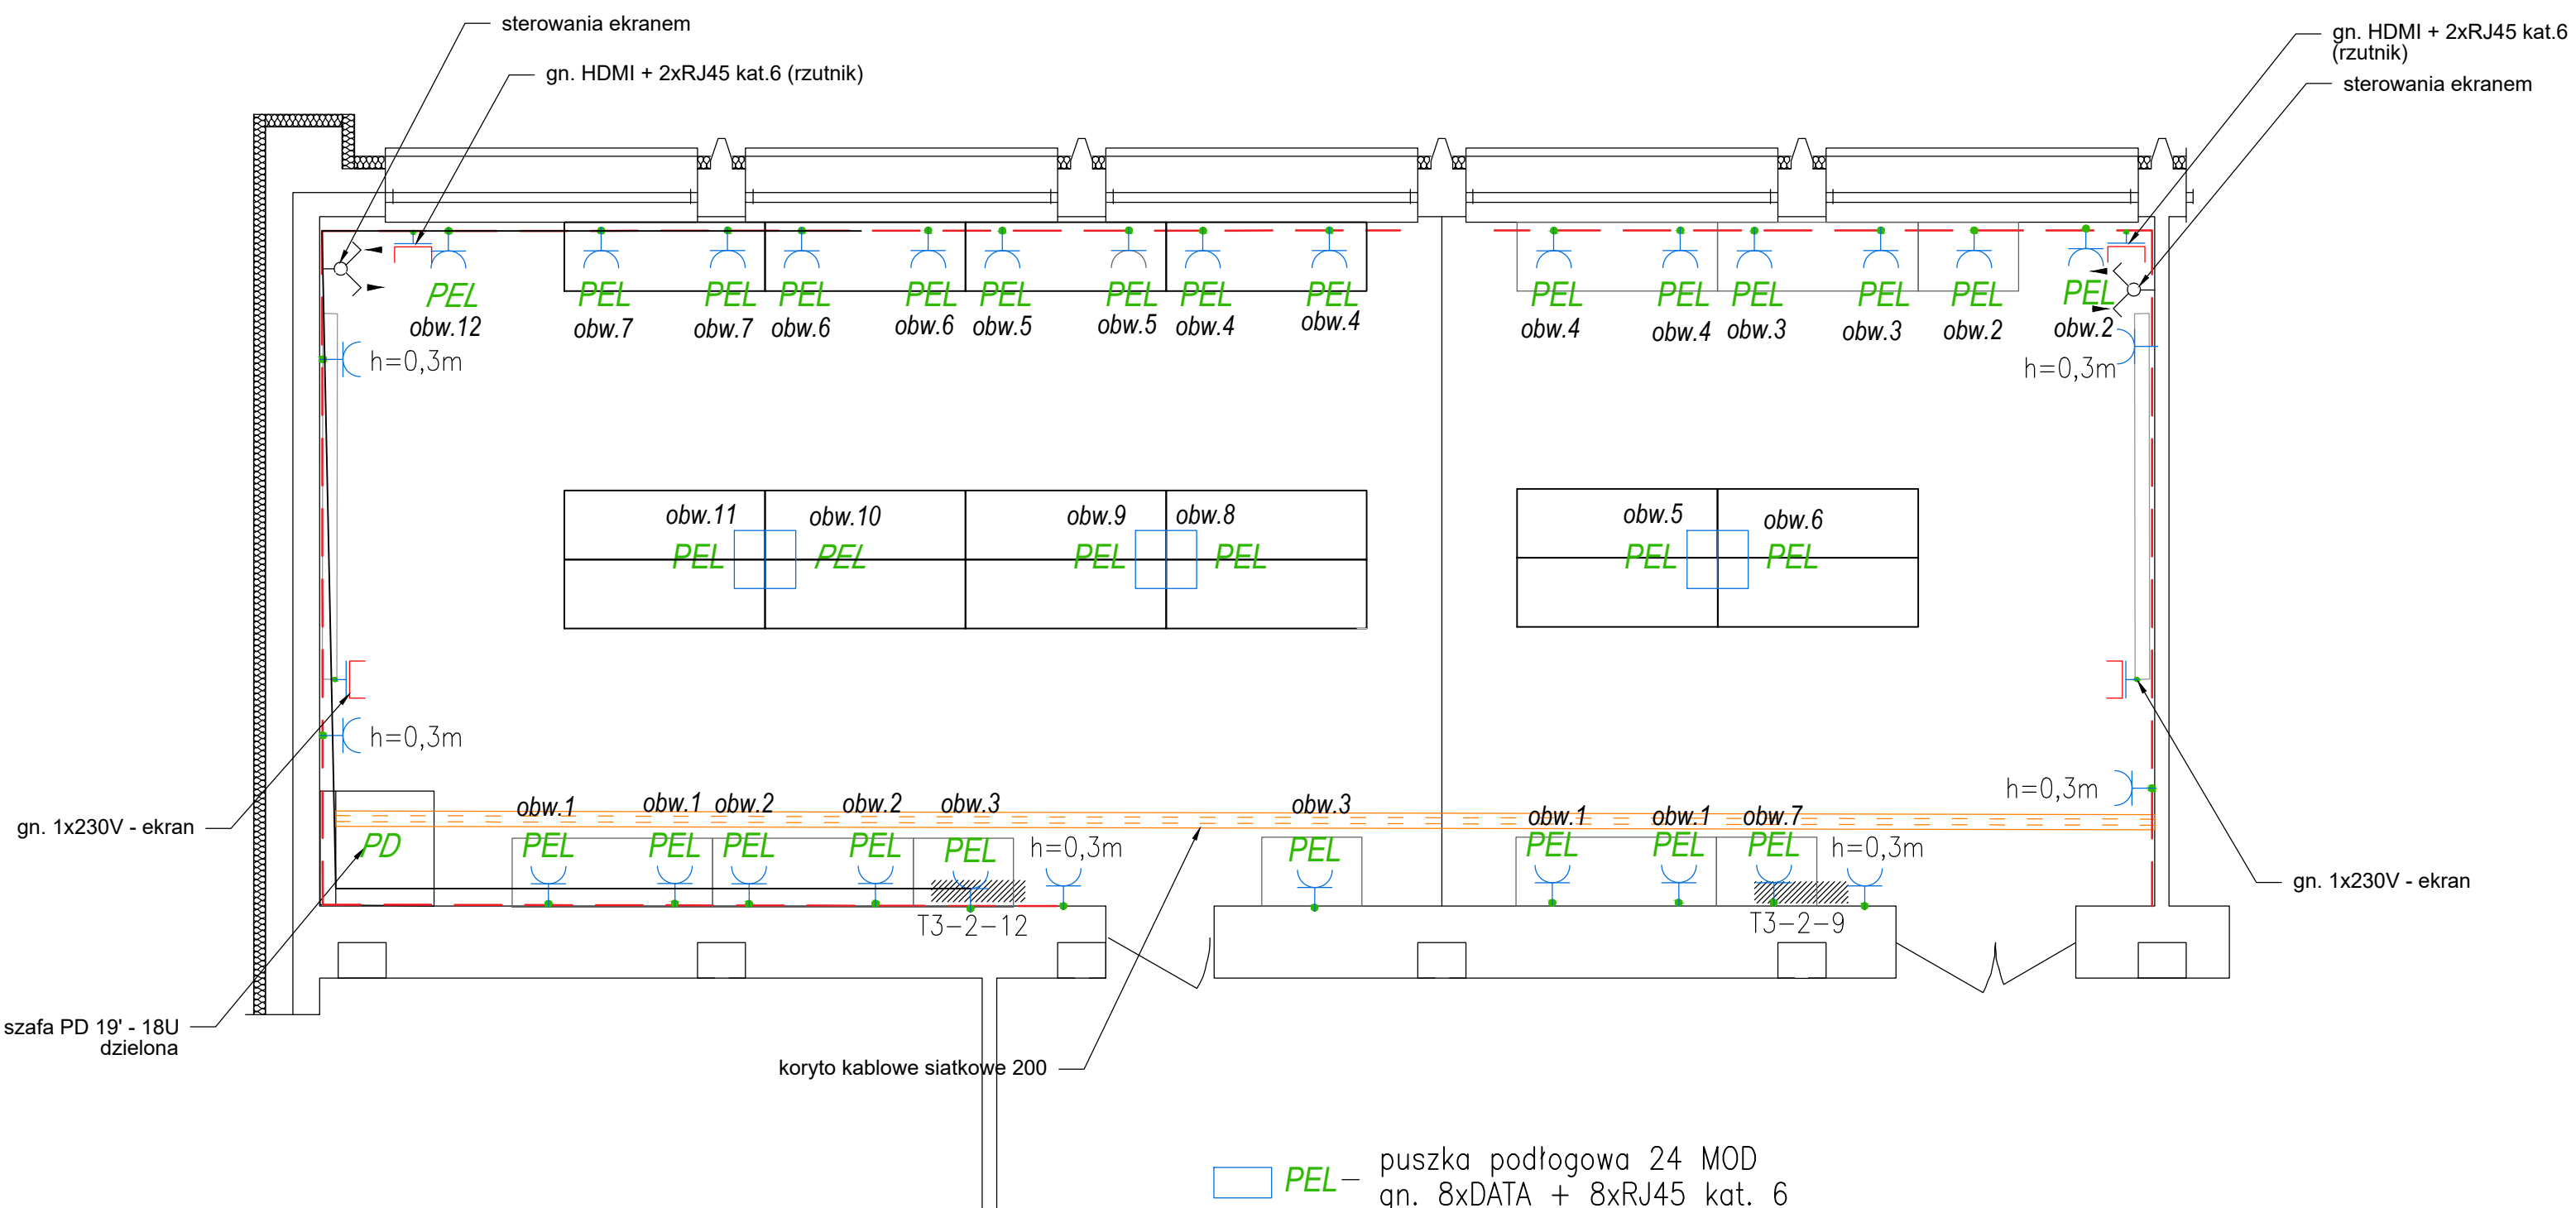 sterowania ekranem
gn. HDMI + 2xRJ45 kat.6 (rzutnik)
gn. HDMI + 2xRJ45 kat.6
(rzutnik)
sterowania ekranem
PEL PEL PEL PEL PEL PEL PEL PEL PEL PEL PEL PEL PEL PEL PEL
obw.12 obw.7 obw.7 obw.6 obw.6 obw.5 obw.5 obw.4 obw.4 obw.4 obw.4 obw.3 obw.3 obw.2 obw.2
h=0,3m h=0,3m
obw.11 obw.10 obw.9 obw.8 obw.5 obw.6
PEL PEL PEL PEL PEL PEL
h=0,3m h=0,3m
obw.1 obw.1 obw.2 obw.2 obw.3 obw.3 obw.1 obw.1 obw.7
gn. 1x230V - ekran
PD PEL PEL PEL PEL PEL h=0,3m PEL PEL PEL PEL h=0,3m
gn. 1x230V - ekran
T3-2-12 T3-2-9
szafa PD 19' - 18U
dzielona
koryto kablowe siatkowe 200
puszka podłogowa 24 MOD
PEL –
gn. 8xDATA + 8xRJ45 kat. 6